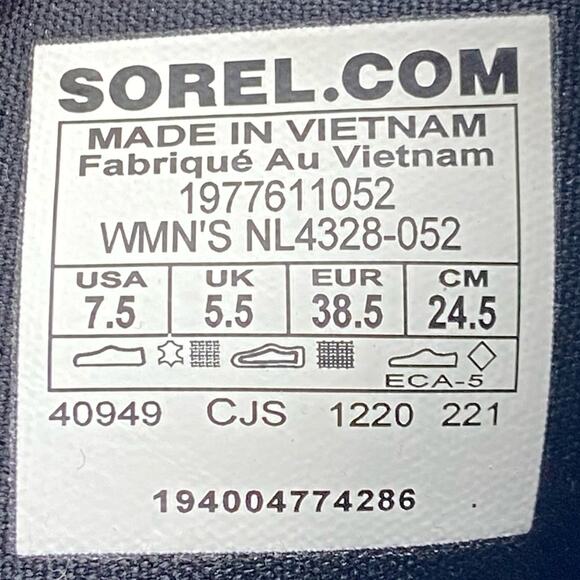 SOREL.COM
MADE IN VIETNAM
Fabriqué Au Vietnam
1977611052
WMN'S NL4328-052
USA UK EUR CM
7.5 5.5 38.5 24.5
ECA-5
40949 CJS 1220 221
194004774286 .